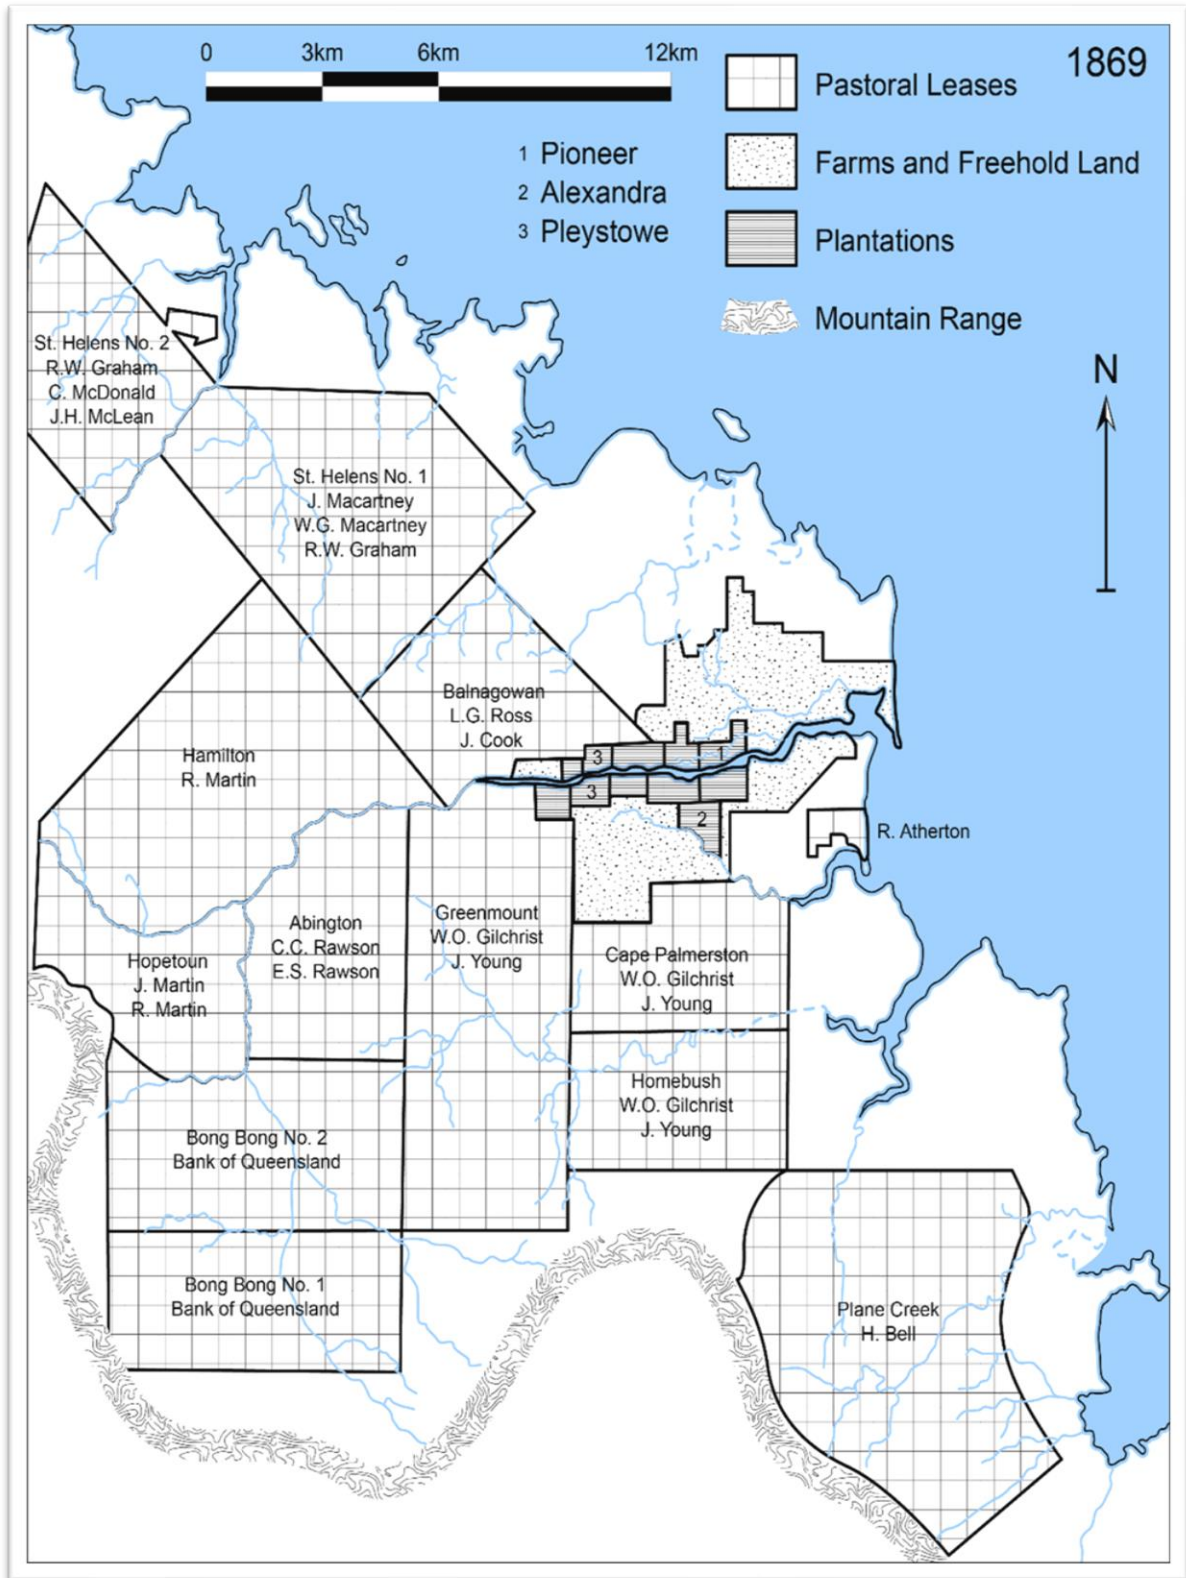 0 3km 6km 12km
1869
Pastoral Leases
1 Pioneer
2 Alexandra
3 Pleystowe
Farms and Freehold Land
Plantations
Mountain Range
N
St. Helens No. 2
R.W. Graham
C. McDonald
J.H. McLean
St. Helens No. 1
J. Macartney
W.G. Macartney
R.W. Graham
Balnagowan
L.G. Ross
J. Cook
Hamilton
R. Martin
3
1
3
2
R. Atherton
Abington
C.C. Rawson
E.S. Rawson
Greenmount
W.O. Gilchrist
J. Young
Hopetoun
J. Martin
R. Martin
Cape Palmerston
W.O. Gilchrist
J. Young
Homebush
W.O. Gilchrist
J. Young
Bong Bong No. 2
Bank of Queensland
Bong Bong No. 1
Bank of Queensland
Plane Creek
H. Bell